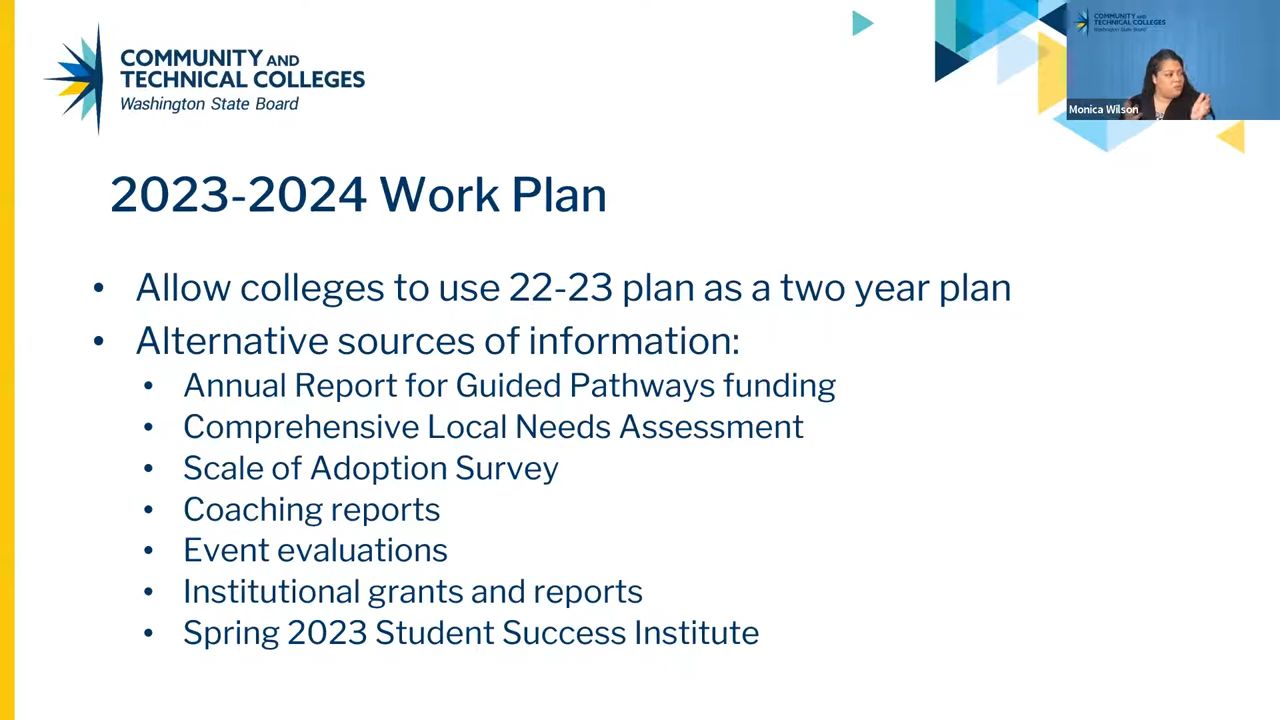 COMMUNITY AND
TECHNICAL COLLEGES
Washington State Board
COMMUNITY AND
TECHNICAL COLLEGES
Washington State Board
Monica Wilson
2023-2024 Work Plan
• Allow colleges to use 22-23 plan as a two year plan
• Alternative sources of information:
• Annual Report for Guided Pathways funding
• Comprehensive Local Needs Assessment
• Scale of Adoption Survey
• Coaching reports
• Event evaluations
• Institutional grants and reports
• Spring 2023 Student Success Institute